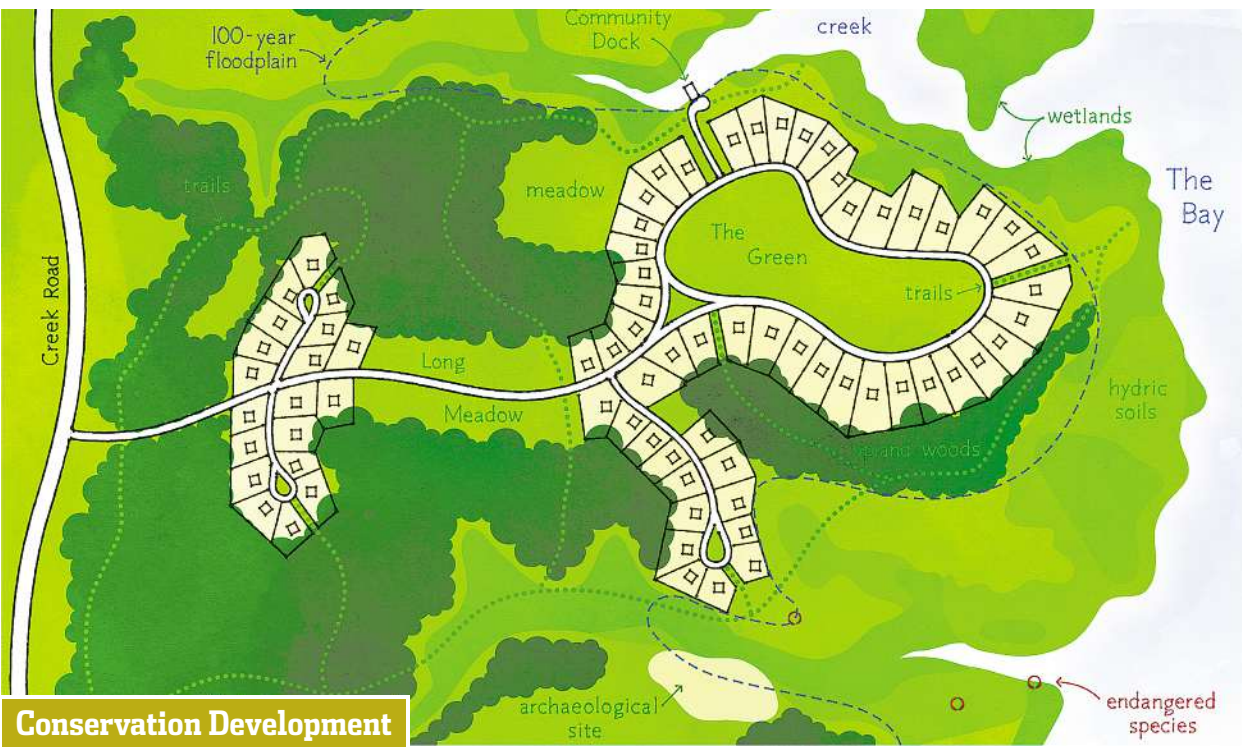 100-year
floodplain
Community
Dock
creek
wetlands
The
Bay
trails
meadow
The
Green
trails
Creek Road
Long
Meadow
hydric
soils
woods
archaeological
site
endangered
species
Conservation Development